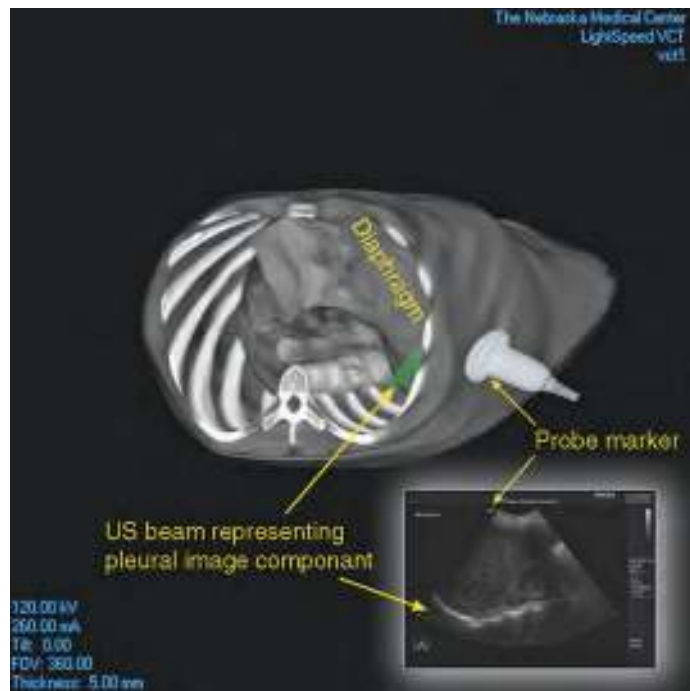 The Nebraska Medical Center
LightSpeed VCT
vct1
Diaphragm
Probe marker
US beam representing
pleural image componant
120.00 kV
260.00 mA
Tilt: 0.00
FOV: 360.00
Thickness: 5.00 mm